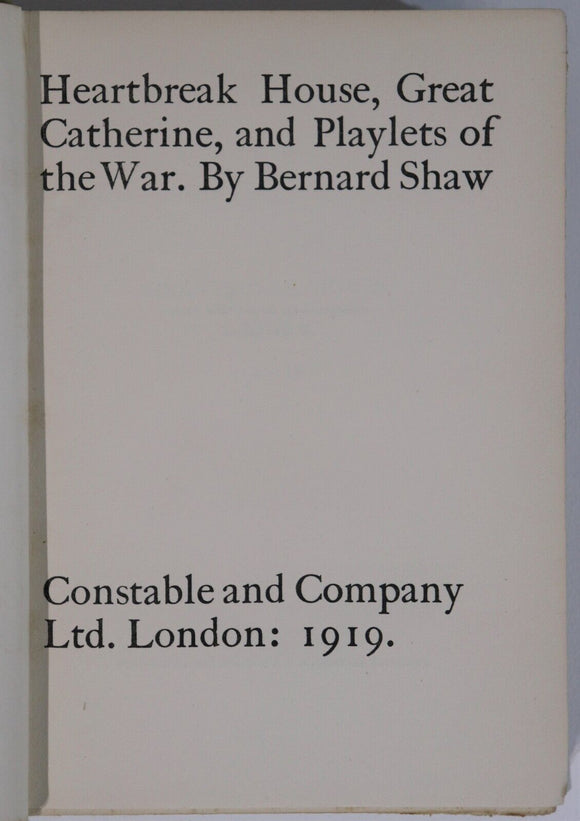 Heartbreak House, Great
Catherine, and Playlets of
the War. By Bernard Shaw
Constable and Company
Ltd. London: 1919.